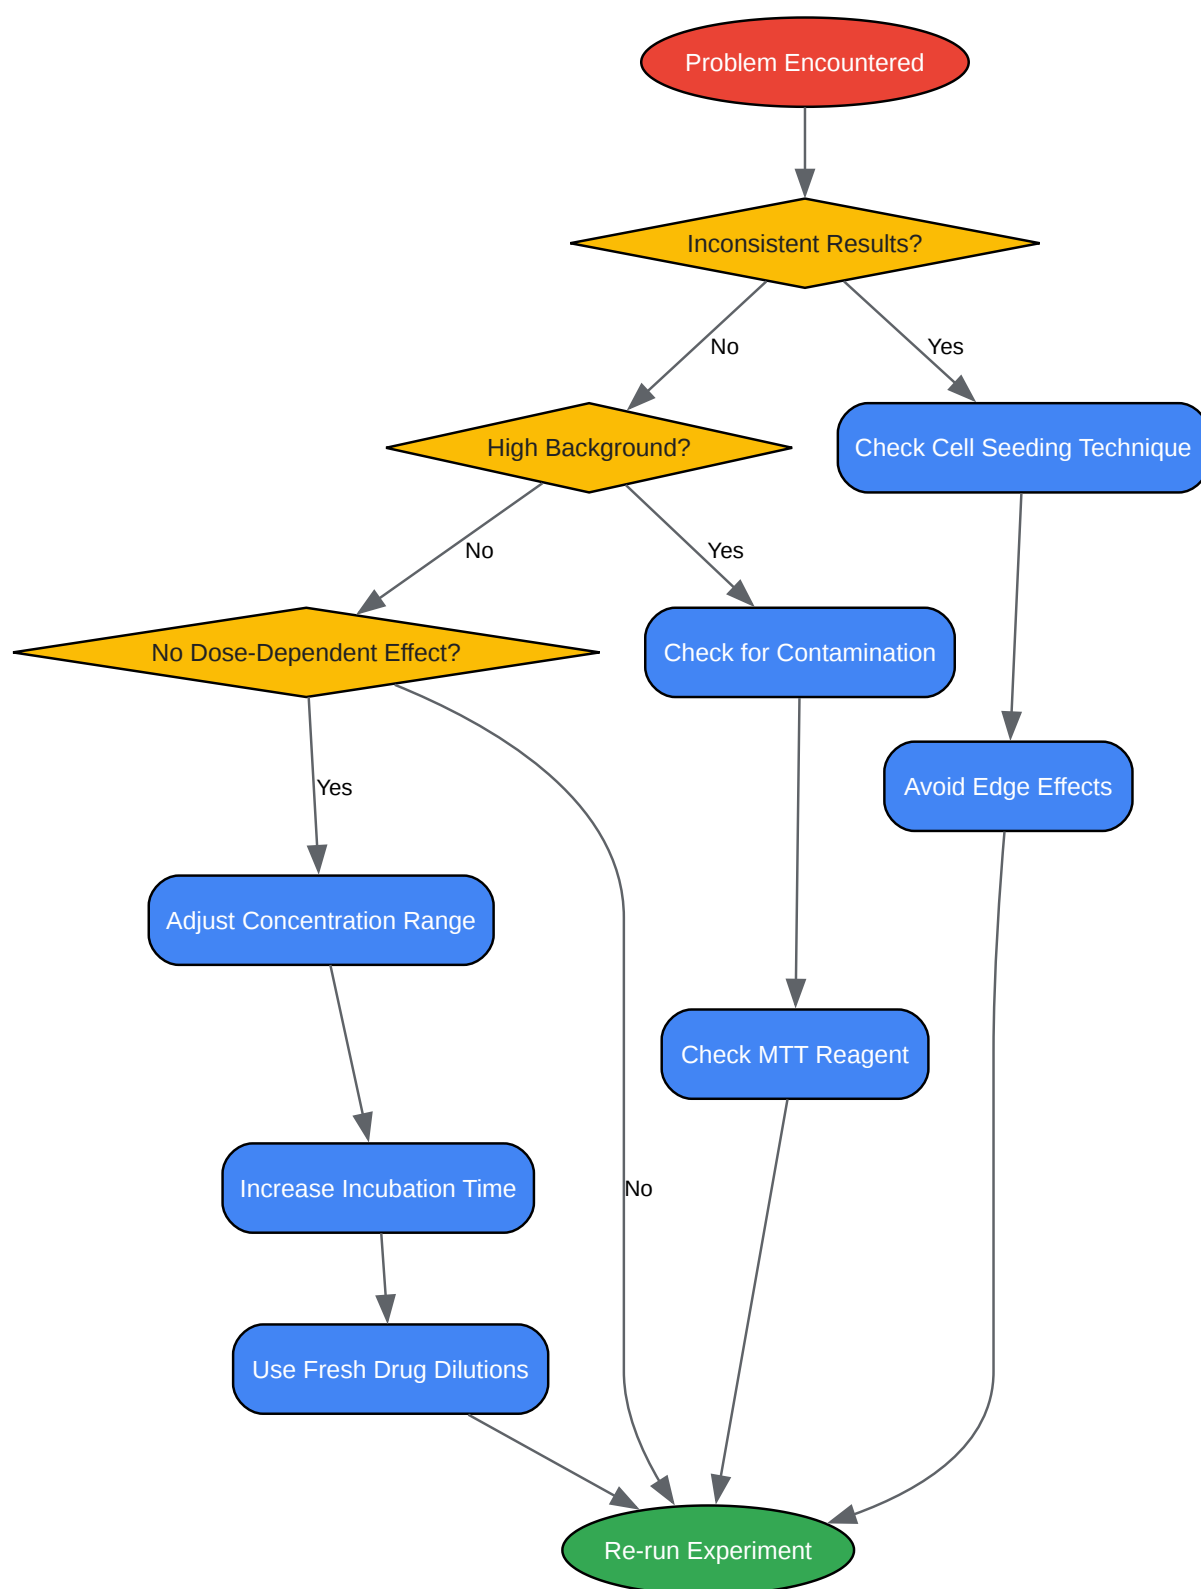 Problem Encountered
Inconsistent Results?
No
Yes
High Background?
Check Cell Seeding Technique
No
Yes
No Dose-Dependent Effect?
Check for Contamination
Yes
Avoid Edge Effects
Adjust Concentration Range
Check MTT Reagent
Increase Incubation Time
No
Use Fresh Drug Dilutions
Re-run Experiment